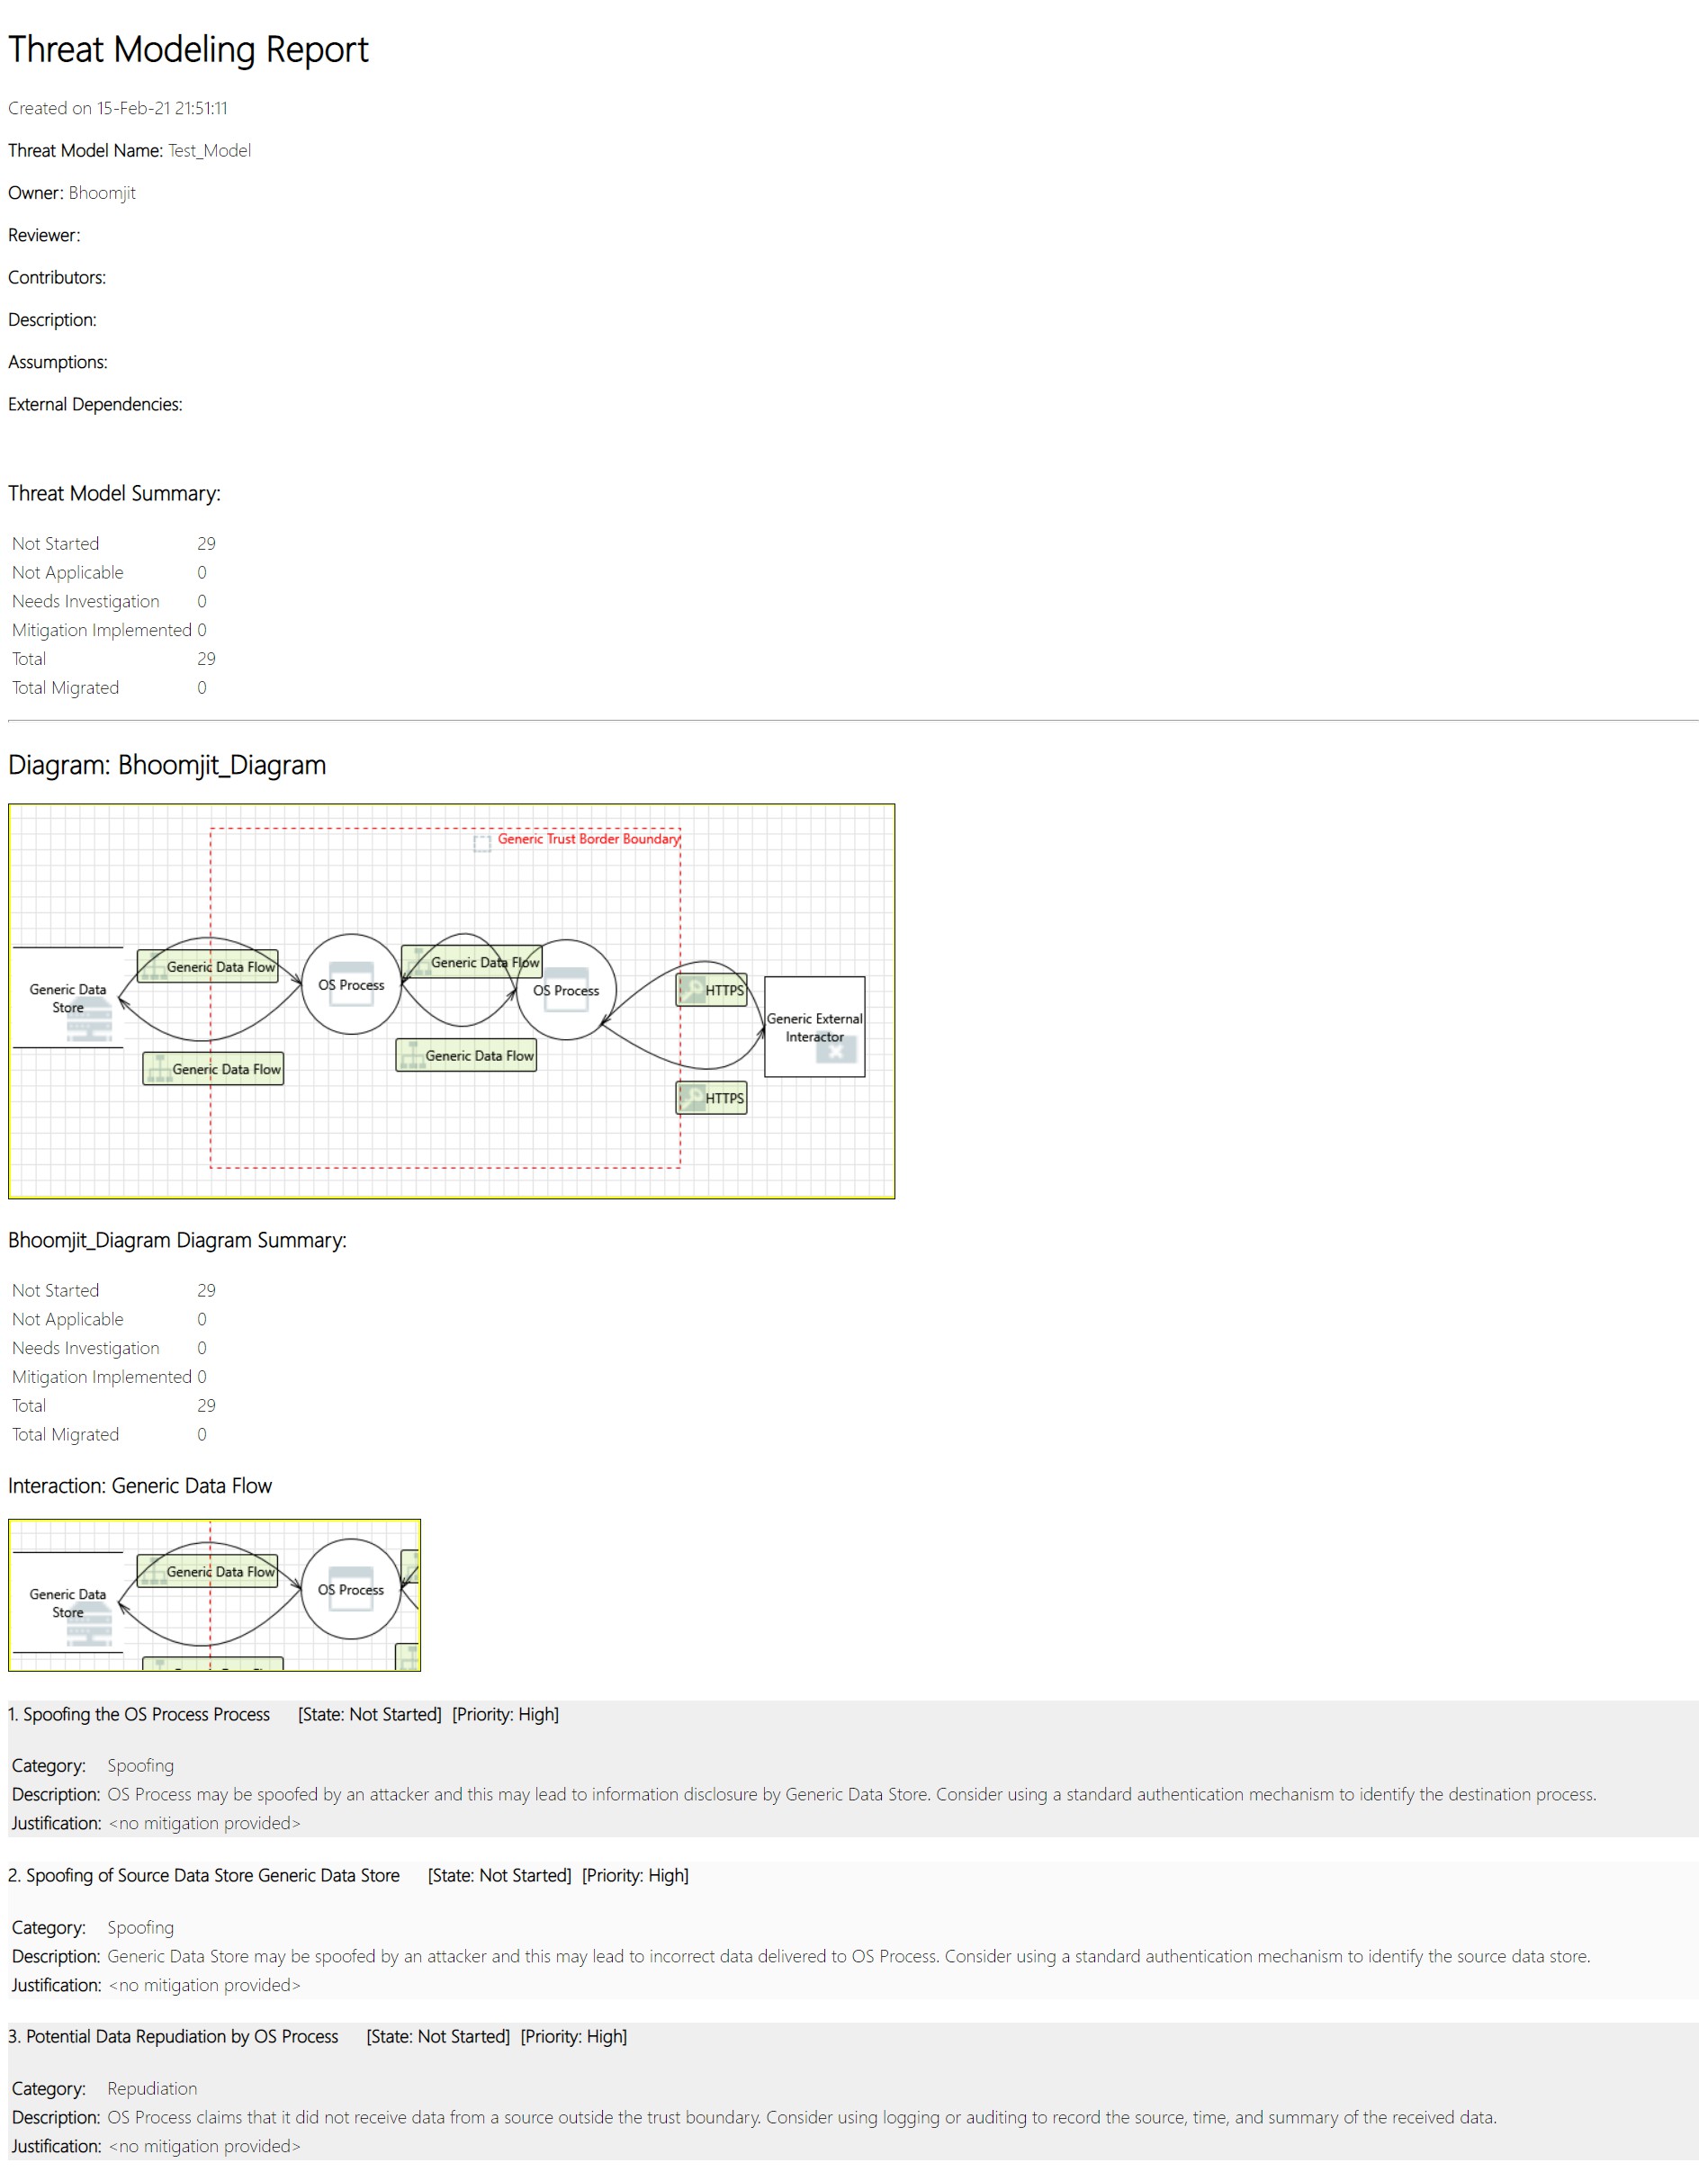 Threat Modeling Report
Created on 15-Feb-21 21:51:11
Threat Model Name: Test_Model
Owner: Bhoomjit
Reviewer:
Contributors:
Description:
Assumptions:
External Dependencies:
Threat Model Summary:
Not Started 29
Not Applicable 0
Needs Investigation 0
Mitigation Implemented 0
Total 29
Total Migrated 0
Diagram: Bhoomjit_Diagram
Generic Trust Border Boundary
Generic Data Flow
Generic Data Flow
OS Process
OS Process
HTTPS
Generic Data
Store
Generic External
Interactor
Generic Data Flow
Generic Data Flow
HTTPS
Bhoomjit_Diagram Diagram Summary:
Not Started 29
Not Applicable 0
Needs Investigation 0
Mitigation Implemented 0
Total 29
Total Migrated 0
Interaction: Generic Data Flow
Generic Data Flow
OS Process
Generic Data
Store
1. Spoofing the OS Process Process [State: Not Started] [Priority: High]
Category: Spoofing
Description: OS Process may be spoofed by an attacker and this may lead to information disclosure by Generic Data Store. Consider using a standard authentication mechanism to identify the destination process.
Justification: <no mitigation provided>
2. Spoofing of Source Data Store Generic Data Store [State: Not Started] [Priority: High]
Category: Spoofing
Description: Generic Data Store may be spoofed by an attacker and this may lead to incorrect data delivered to OS Process. Consider using a standard authentication mechanism to identify the source data store.
Justification: <no mitigation provided>
3. Potential Data Repudiation by OS Process [State: Not Started] [Priority: High]
Category: Repudiation
Description: OS Process claims that it did not receive data from a source outside the trust boundary. Consider using logging or auditing to record the source, time, and summary of the received data.
Justification: <no mitigation provided>